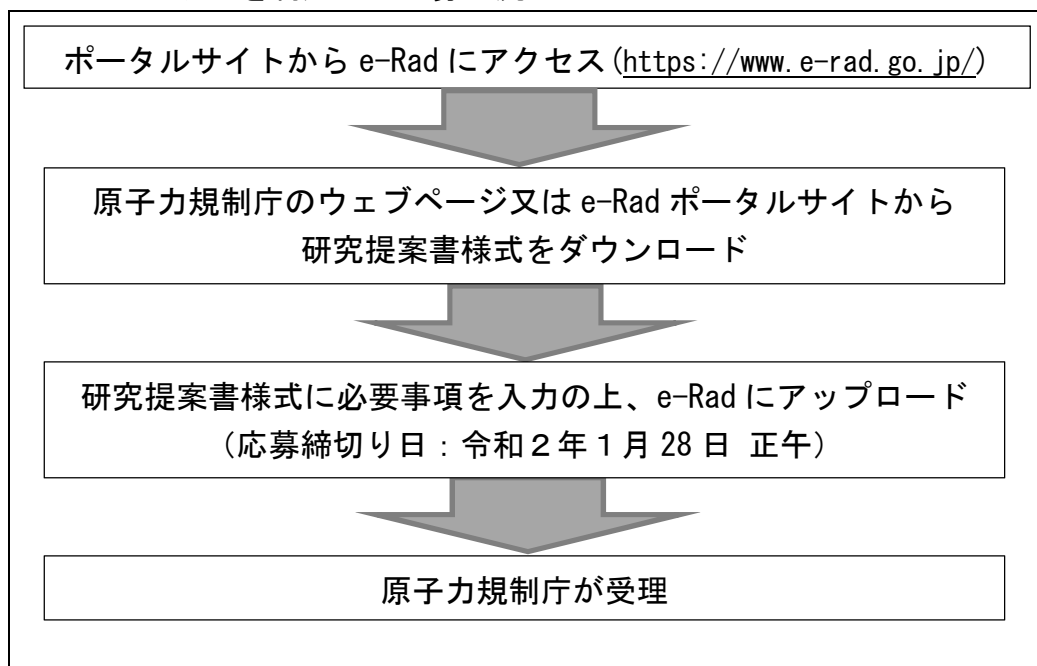 ポータルサイトから e-Rad にアクセス(https://www.e-rad.go.jp/)
原子力規制庁のウェブページ又は e-Rad ポータルサイトから
研究提案書様式をダウンロード
研究提案書様式に必要事項を入力の上、e-Rad にアップロード
（応募締切り日：令和２年１月 28 日 正午）
原子力規制庁が受理